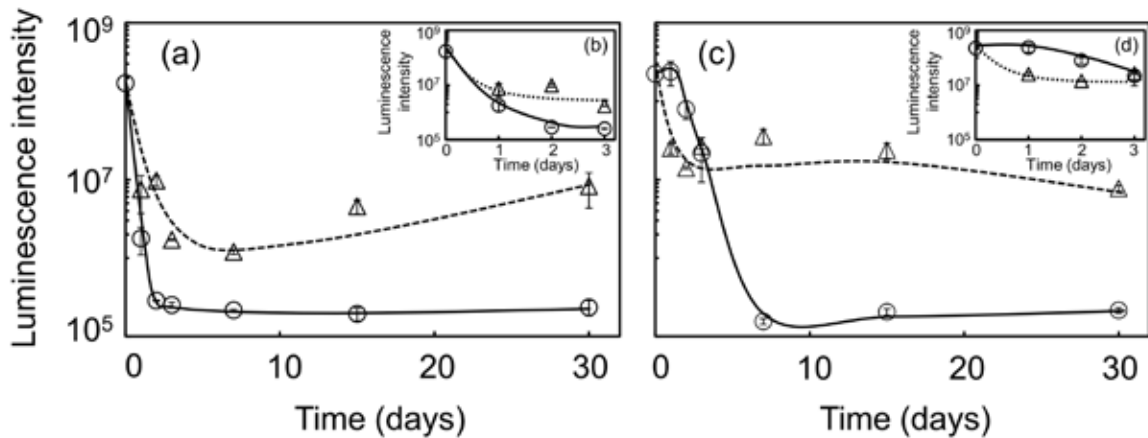 Luminescence intensity
10⁹
10⁷
10⁵
(a)
0
10
20
30
Time (days)
(b)
Luminescence
intensity
10⁹
10⁷
10⁵
0
1
2
3
Time (days)
(c)
0
10
20
30
Time (days)
(d)
Luminescence
intensity
10⁹
10⁷
10⁵
0
1
2
3
Time (days)